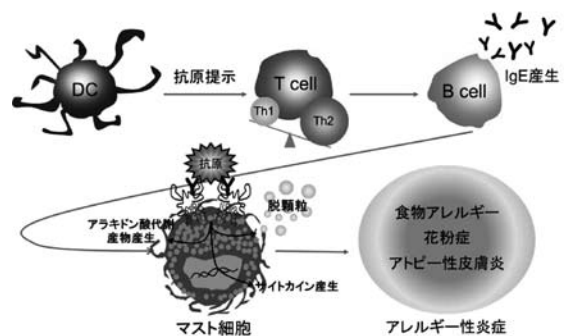 DC
抗原提示
T cell
Th1
Th2
B cell
IgE産生
抗原
脱顆粒
アラキドン酸代謝
産物産生
サイトカイン産生
マスト細胞
食物アレルギー
花粉症
アトピー性皮膚炎
アレルギー性炎症